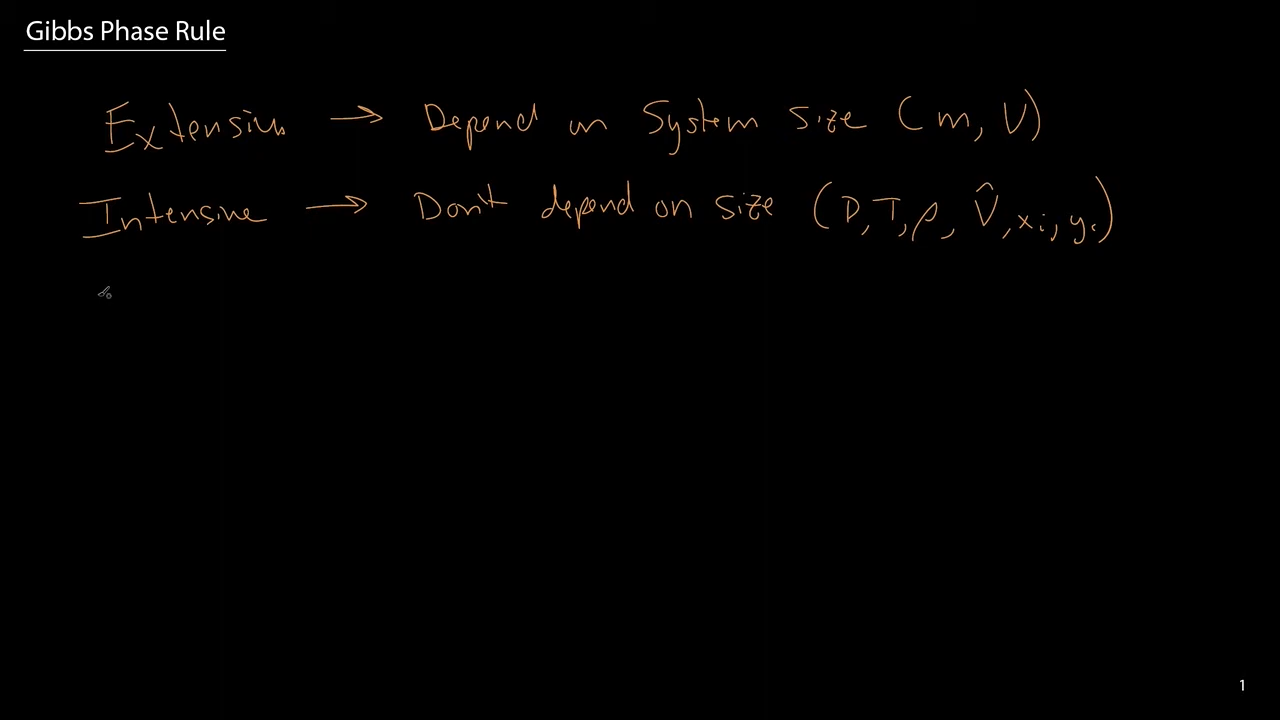 Gibbs Phase Rule
Extensive → Depend on System size (m, V)
Intensive → Don't depend on size (P, T, ρ, V̂, xi, yi)
1